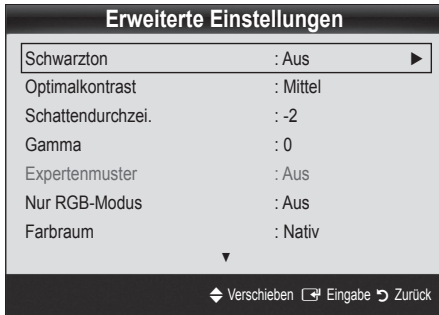 Erweiterte Einstellungen
Schwarzton : Aus ▶
Optimalkontrast : Mittel
Schattendurchzei. : -2
Gamma : 0
Expertenmuster : Aus
Nur RGB-Modus : Aus
Farbraum : Nativ
▼
Verschieben Eingabe Zurück